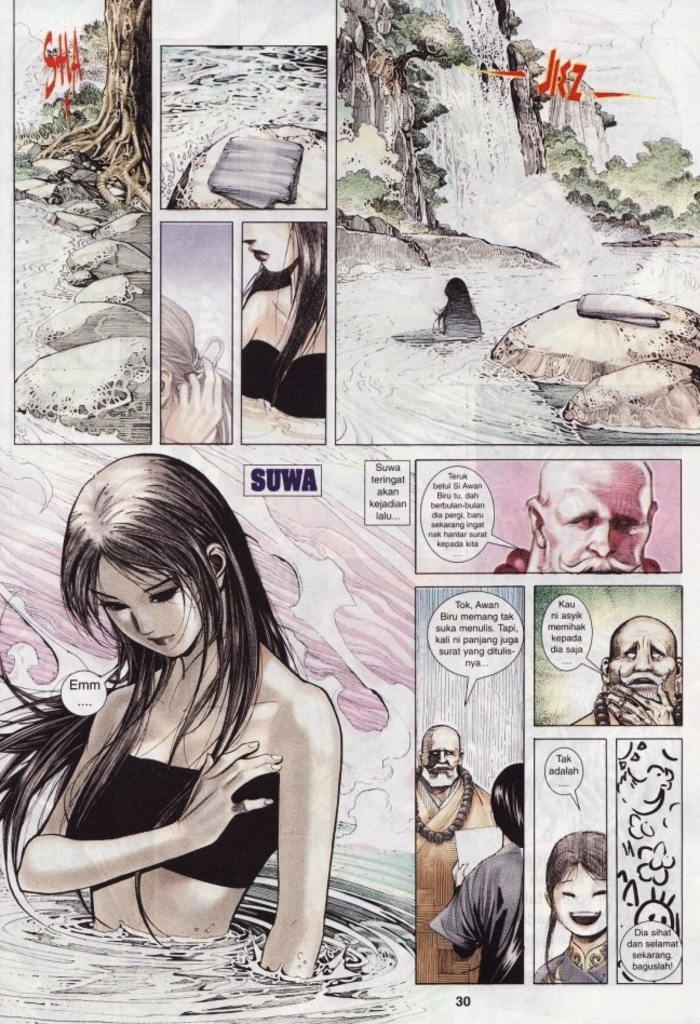 SHA
JEZ
SUWA
Emm
....
Suwa
teringat
akan
kejadian
lalu...
Teruk
betul Si Awan
Biru tu, dah
berbulan-bulan
dia pergi, baru
sekarang ingat
nak hantar surat
kepada kita
.....
Tok, Awan
Biru memang tak
suka menulis. Tapi,
kali ni panjang juga
surat yang ditulis-
nya...
Kau
ni asyik
memihak
kepada
dia saja
....
Tak
adalah
....
Dia sihat
dan selamat
sekarang,
baguslah!
30